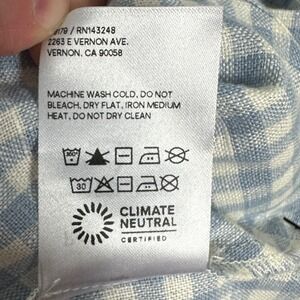 / RN143248
2263 E VERNON AVE.
VERNON, CA 90058
MACHINE WASH COLD, DO NOT
BLEACH, DRY FLAT, IRON MEDIUM
HEAT, DO NOT DRY CLEAN
30
CLIMATE
NEUTRAL
CERTIFIED